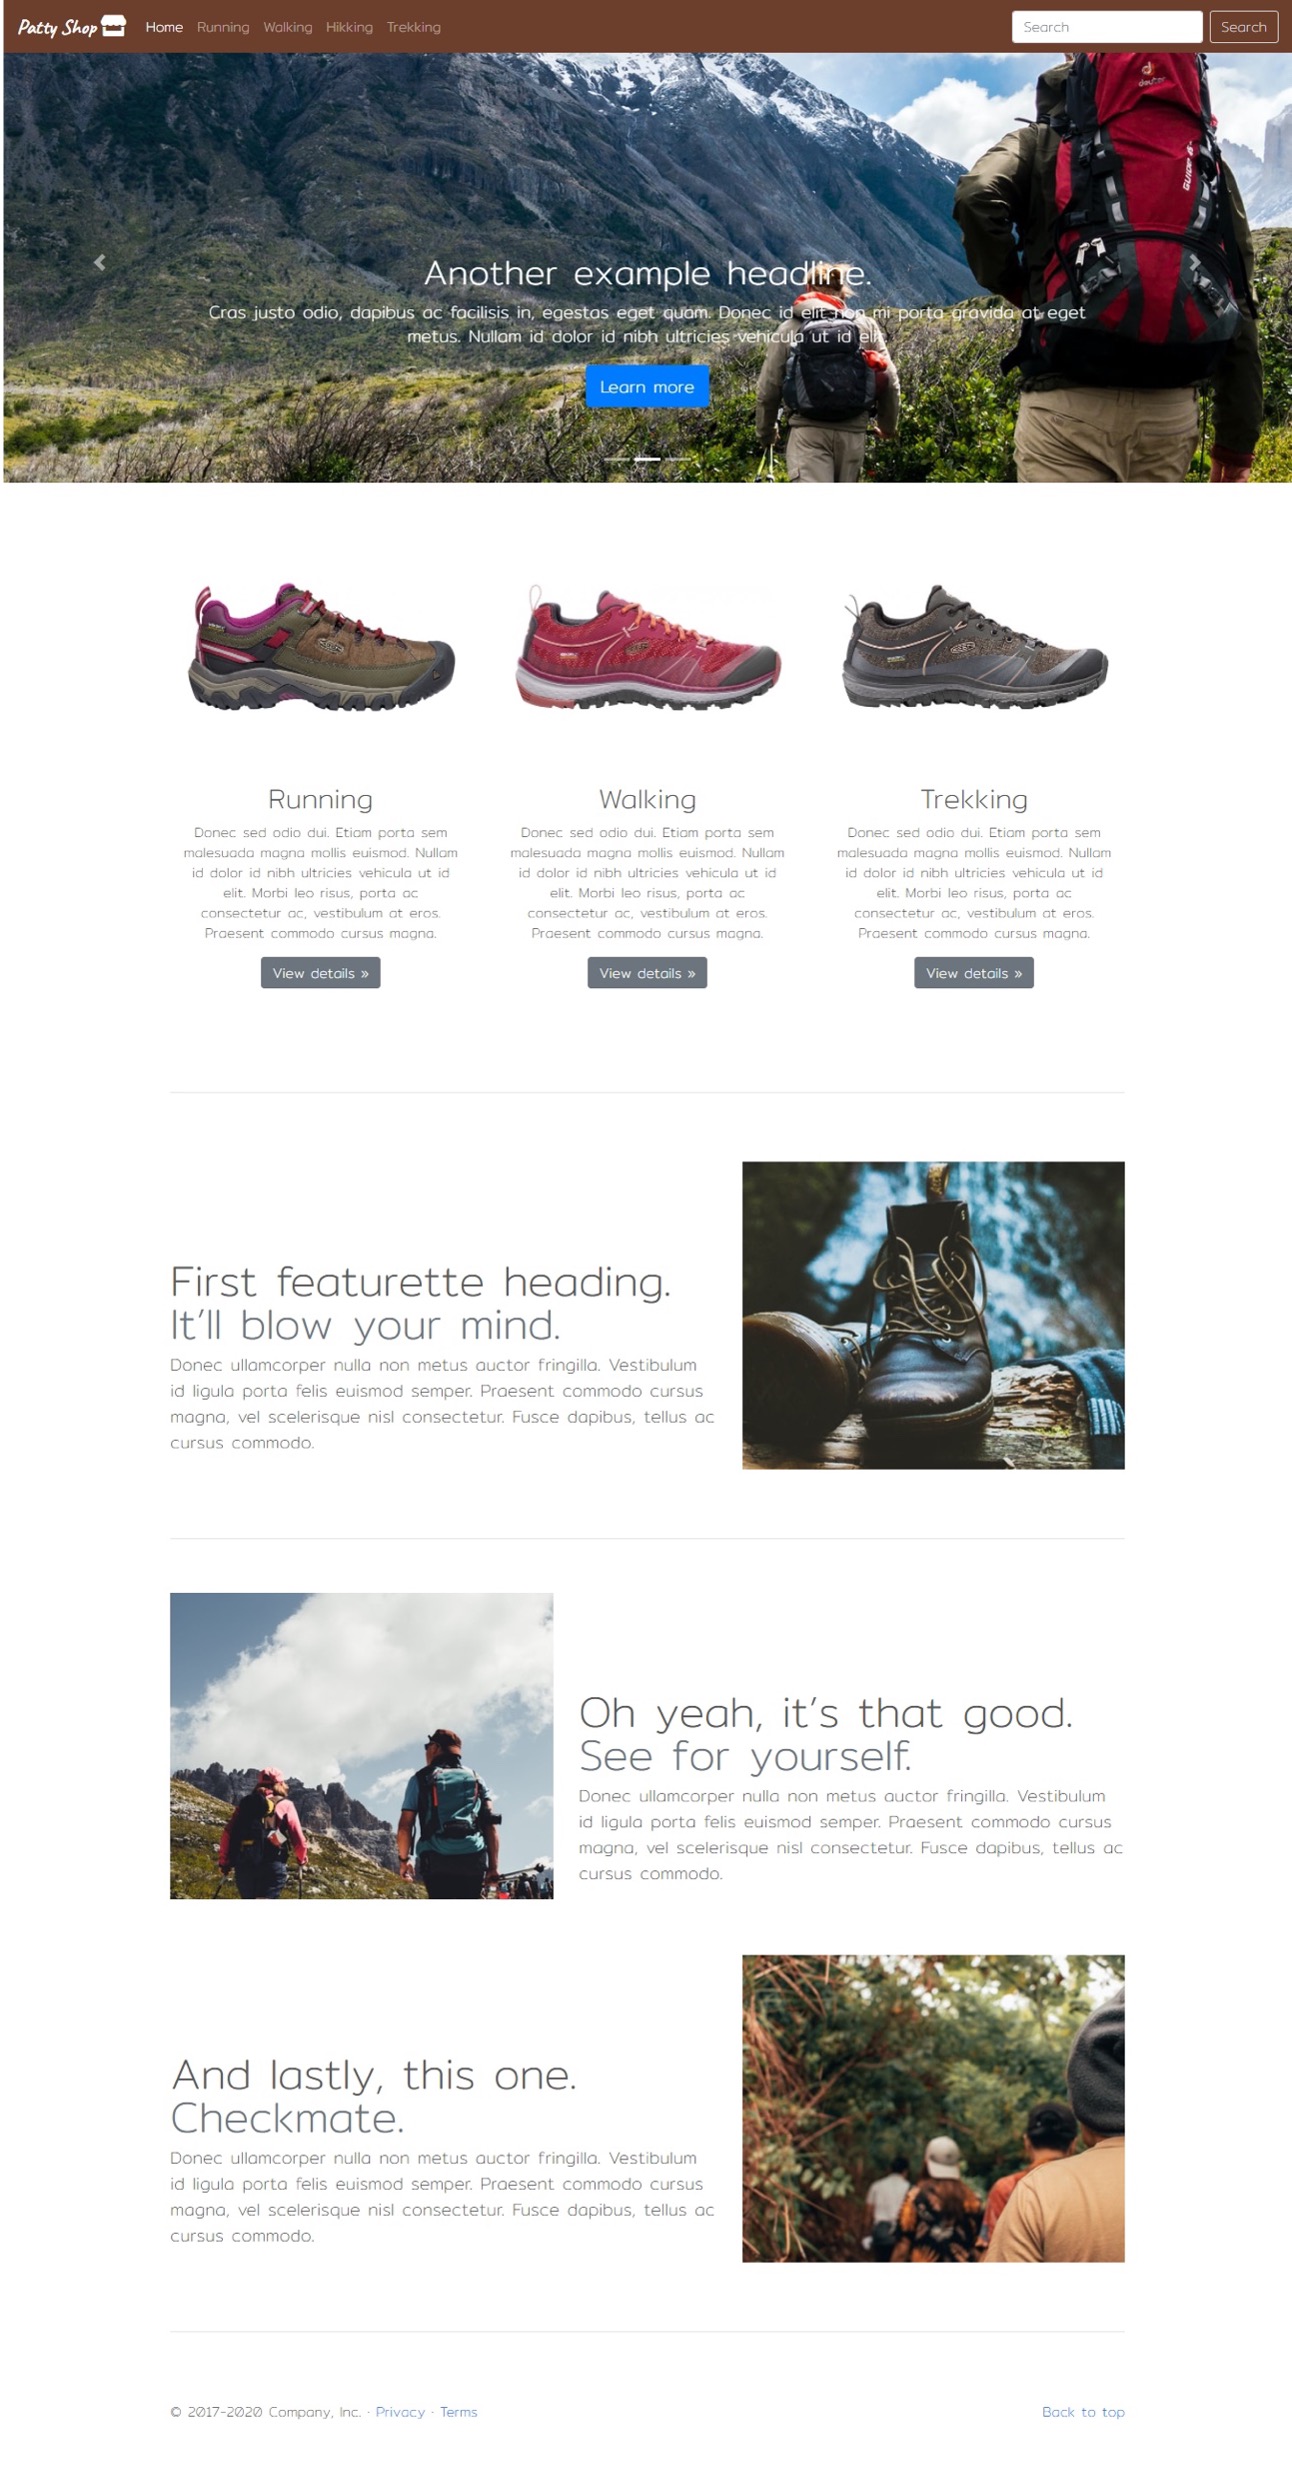 Patty Shop Home Running Walking Hikking Trekking Search Search
deuter
GUIDE
Another example headline.
Cras justo odio, dapibus ac facilisis in, egestas eget quam. Donec id elit non mi porta gravida at eget
metus. Nullam id dolor id nibh ultricies vehicula ut id elit.
Learn more
Running
Donec sed odio dui. Etiam porta sem
malesuada magna mollis euismod. Nullam
id dolor id nibh ultricies vehicula ut id
elit. Morbi leo risus, porta ac
consectetur ac, vestibulum at eros.
Praesent commodo cursus magna.
View details »
Walking
Donec sed odio dui. Etiam porta sem
malesuada magna mollis euismod. Nullam
id dolor id nibh ultricies vehicula ut id
elit. Morbi leo risus, porta ac
consectetur ac, vestibulum at eros.
Praesent commodo cursus magna.
View details »
Trekking
Donec sed odio dui. Etiam porta sem
malesuada magna mollis euismod. Nullam
id dolor id nibh ultricies vehicula ut id
elit. Morbi leo risus, porta ac
consectetur ac, vestibulum at eros.
Praesent commodo cursus magna.
View details »
First featurette heading.
It'll blow your mind.
Donec ullamcorper nulla non metus auctor fringilla. Vestibulum
id ligula porta felis euismod semper. Praesent commodo cursus
magna, vel scelerisque nisl consectetur. Fusce dapibus, tellus ac
cursus commodo.
Oh yeah, it's that good.
See for yourself.
Donec ullamcorper nulla non metus auctor fringilla. Vestibulum
id ligula porta felis euismod semper. Praesent commodo cursus
magna, vel scelerisque nisl consectetur. Fusce dapibus, tellus ac
cursus commodo.
And lastly, this one.
Checkmate.
Donec ullamcorper nulla non metus auctor fringilla. Vestibulum
id ligula porta felis euismod semper. Praesent commodo cursus
magna, vel scelerisque nisl consectetur. Fusce dapibus, tellus ac
cursus commodo.
© 2017-2020 Company, Inc. · Privacy · Terms Back to top